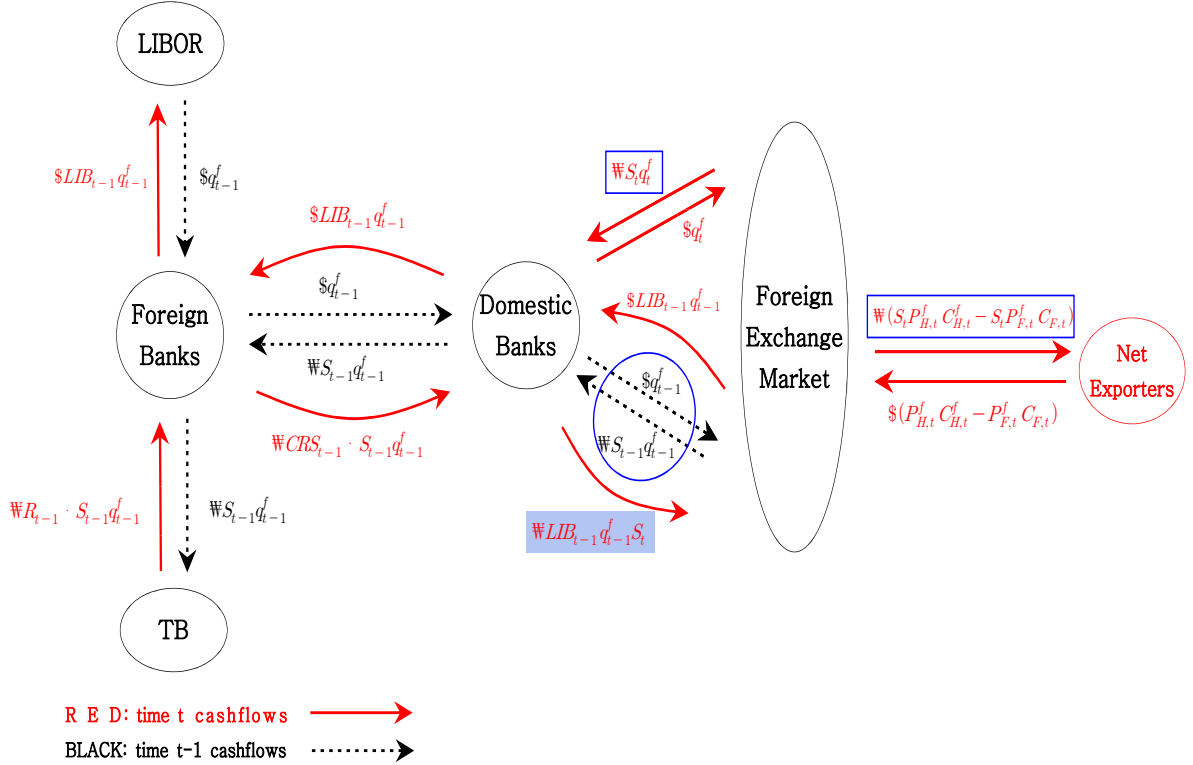 LIBOR
$LIB_{t-1}q^f_{t-1}
$q^f_{t-1}
Foreign
Banks
$LIB_{t-1}q^f_{t-1}
$q^f_{t-1}
₩S_{t-1}q^f_{t-1}
₩CRS_{t-1} · S_{t-1}q^f_{t-1}
₩R_{t-1} · S_{t-1}q^f_{t-1}
₩S_{t-1}q^f_{t-1}
TB
Domestic
Banks
₩S_tq^f_t
$q^f_t
$LIB_{t-1}q^f_{t-1}
$q^f_{t-1}
₩S_{t-1}q^f_{t-1}
₩LIB_{t-1}q^f_{t-1}S_t
Foreign
Exchange
Market
₩(S_tP^f_{H,t}C^f_{H,t} − S_tP^f_{F,t}C_{F,t})
$(P^f_{H,t}C^f_{H,t} − P^f_{F,t}C_{F,t})
Net
Exporters
R E D: time t cashflows
BLACK: time t-1 cashflows